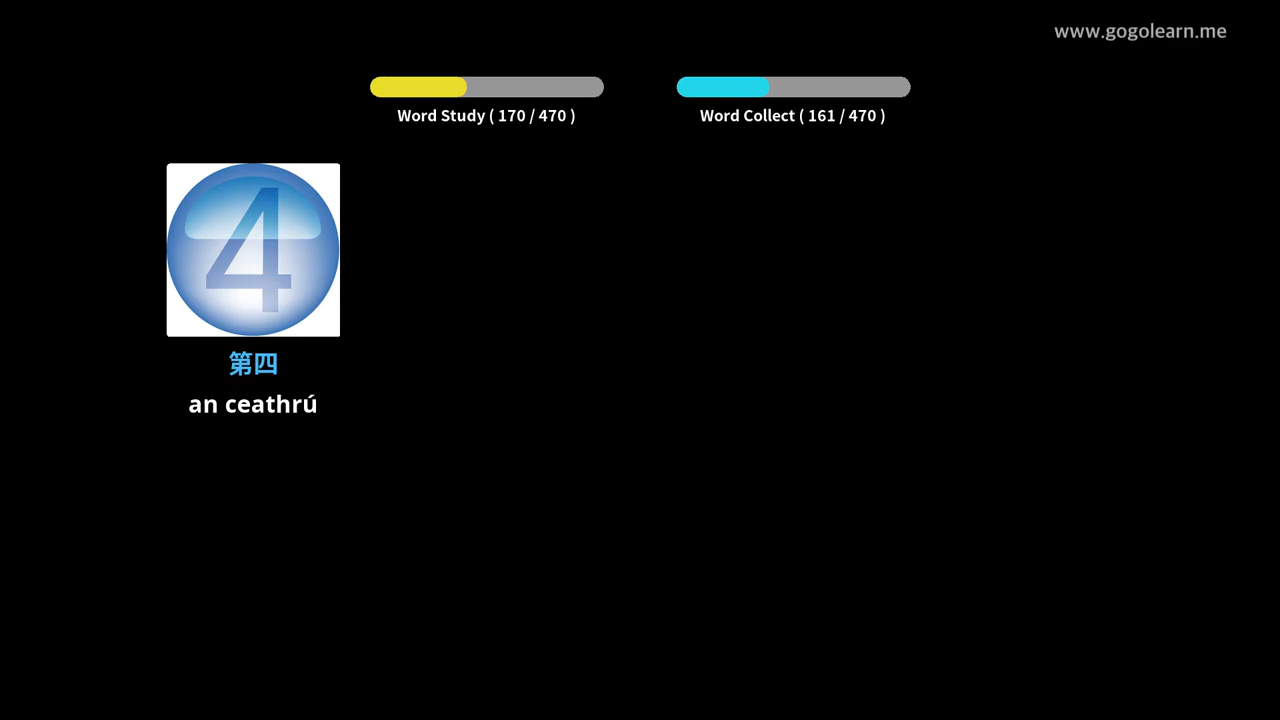 www.gogolearn.me
Word Study ( 170 / 470 )
Word Collect ( 161 / 470 )
4
第四
an ceathrú